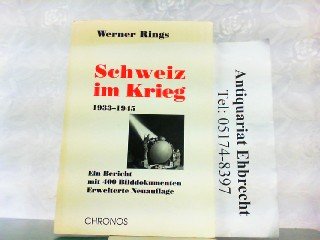 Werner Rings
Schweiz
im Krieg
1933-1945
Ein Bericht
mit 400 Bilddokumenten
Erweiterte Neuauflage
CHRONOS
Antiquariat Ehbrecht
Tel: 05174-8397